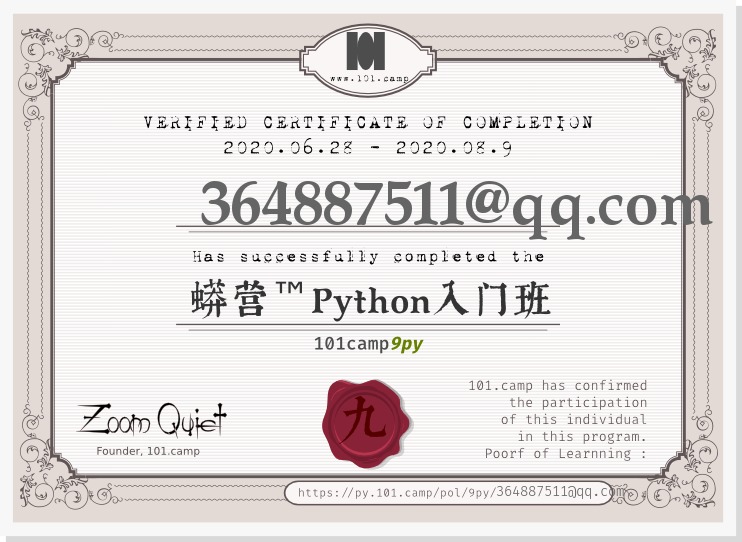 www.101.camp
VERIFIED CERTIFICATE OF COMPLETION
2020.06.28 - 2020.08.9
364887511@qq.com
Has successfully completed the
蟒营™Python入门班
101camp9py
九
101.camp has confirmed
the participation
of this individual
in this program.
Poorf of Learnning :
Zoom Quiet
Founder, 101.camp
https://py.101.camp/pol/9py/364887511@qq.com